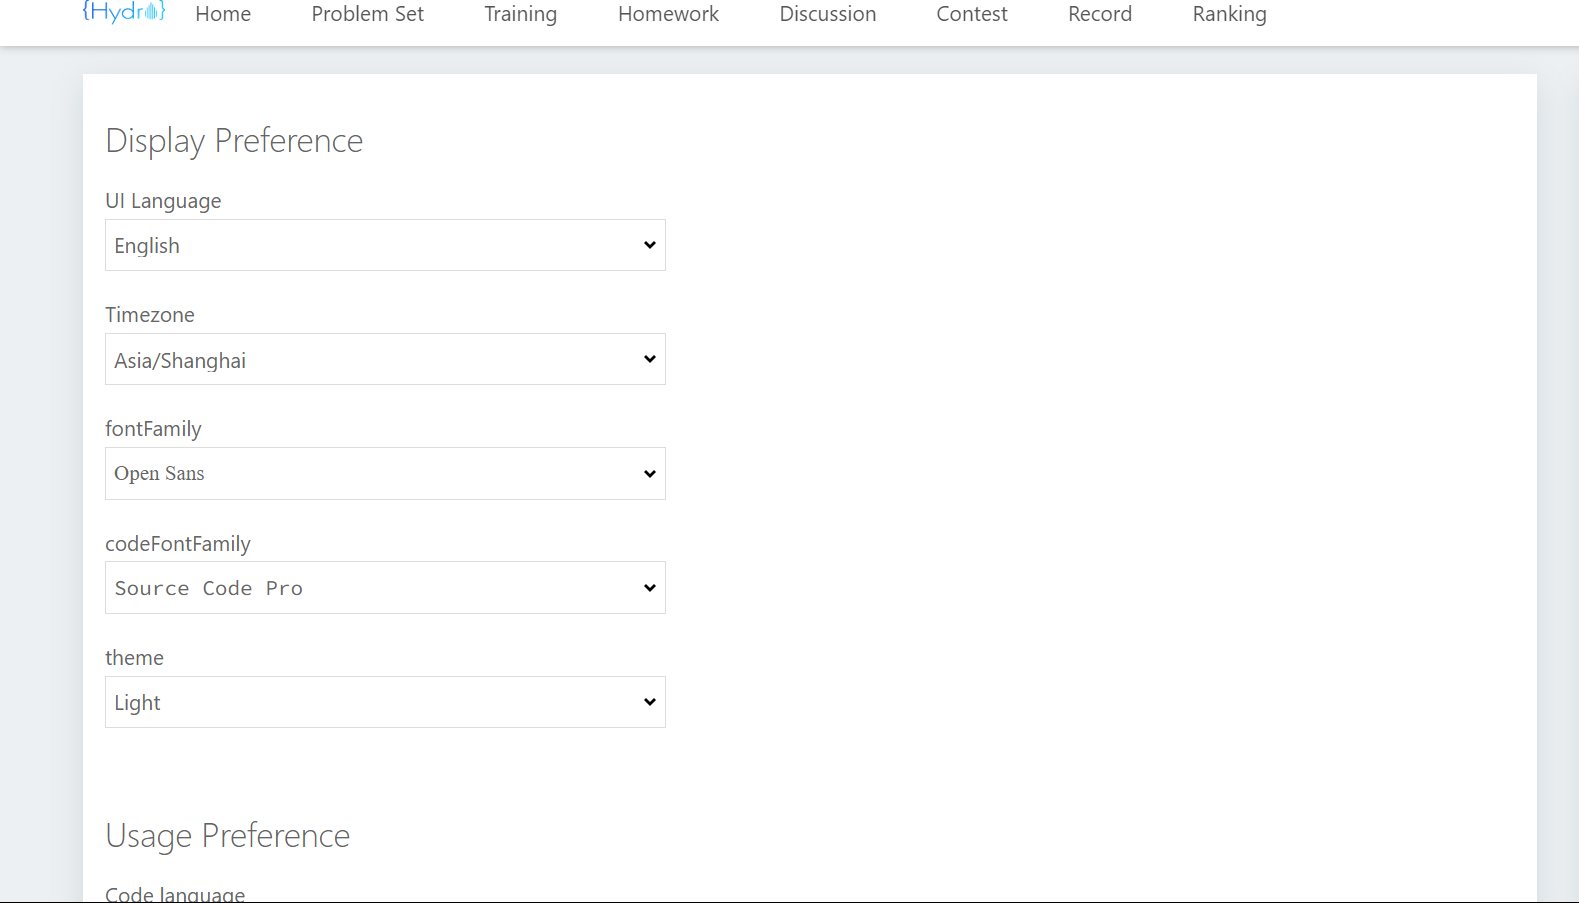 {Hydro} Home Problem Set Training Homework Discussion Contest Record Ranking
Display Preference
UI Language
English
Timezone
Asia/Shanghai
fontFamily
Open Sans
codeFontFamily
Source Code Pro
theme
Light
Usage Preference
Code language